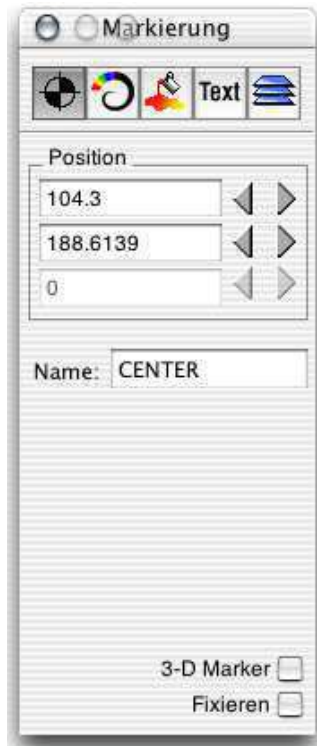 Markierung
Text
Position
104.3
188.6139
0
Name: CENTER
3-D Marker
Fixieren